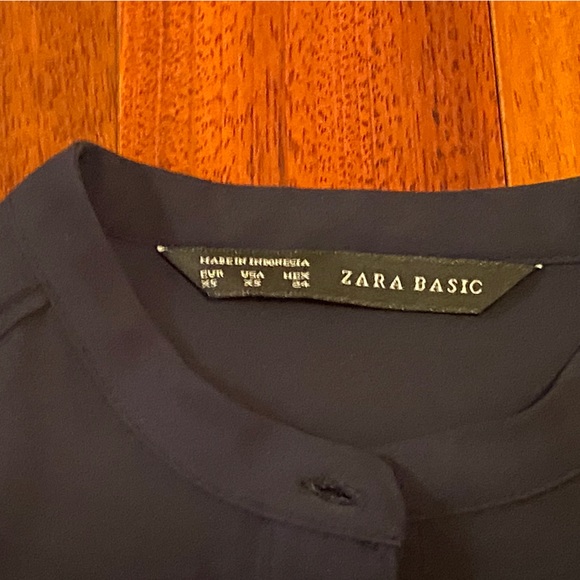 MADE IN INDONESIA
EUR USA MEX
XS XS 24
ZARA BASIC